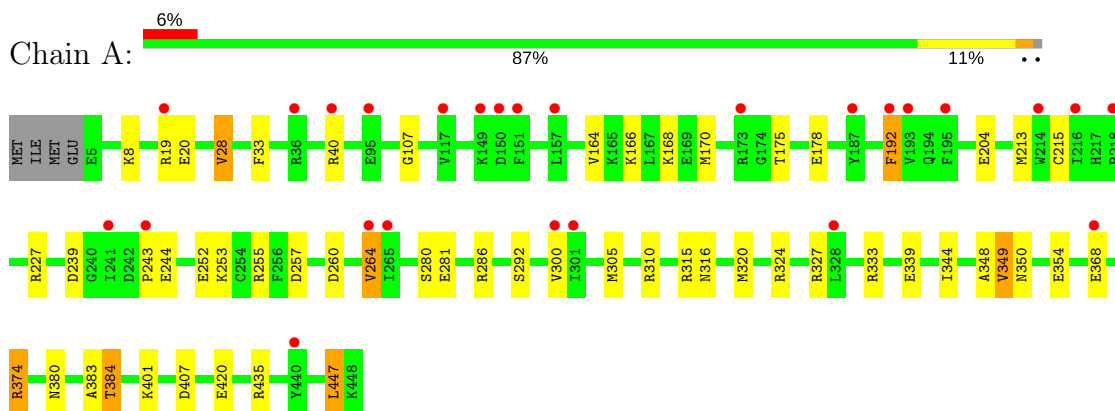 6%
Chain A:
87% 11% • •
MET ILE MET GLU E5 K8 R19 E20 V28 F33 R36 R40 E95 G107 V117 K149 D150 F151 L157 V164 K165 K166 L167 K168 E169 M170 R173 G174 T175 E178 Y187 F192 V193 Q194 F195 E204 M213 W214 C215 I216 H217
R227 D239 G240 I241 D242 P243 E244 E252 K253 C254 R255 F256 D257 D260 V264 I265 S280 E281 R286 S292 V300 I301 M305 R310 R315 N316 M320 R324 R327 L328 R333 E339 I344 A348 V349 N350 E354 E368
R374 N380 A383 T384 K401 D407 E420 R435 Y440 L447 K448